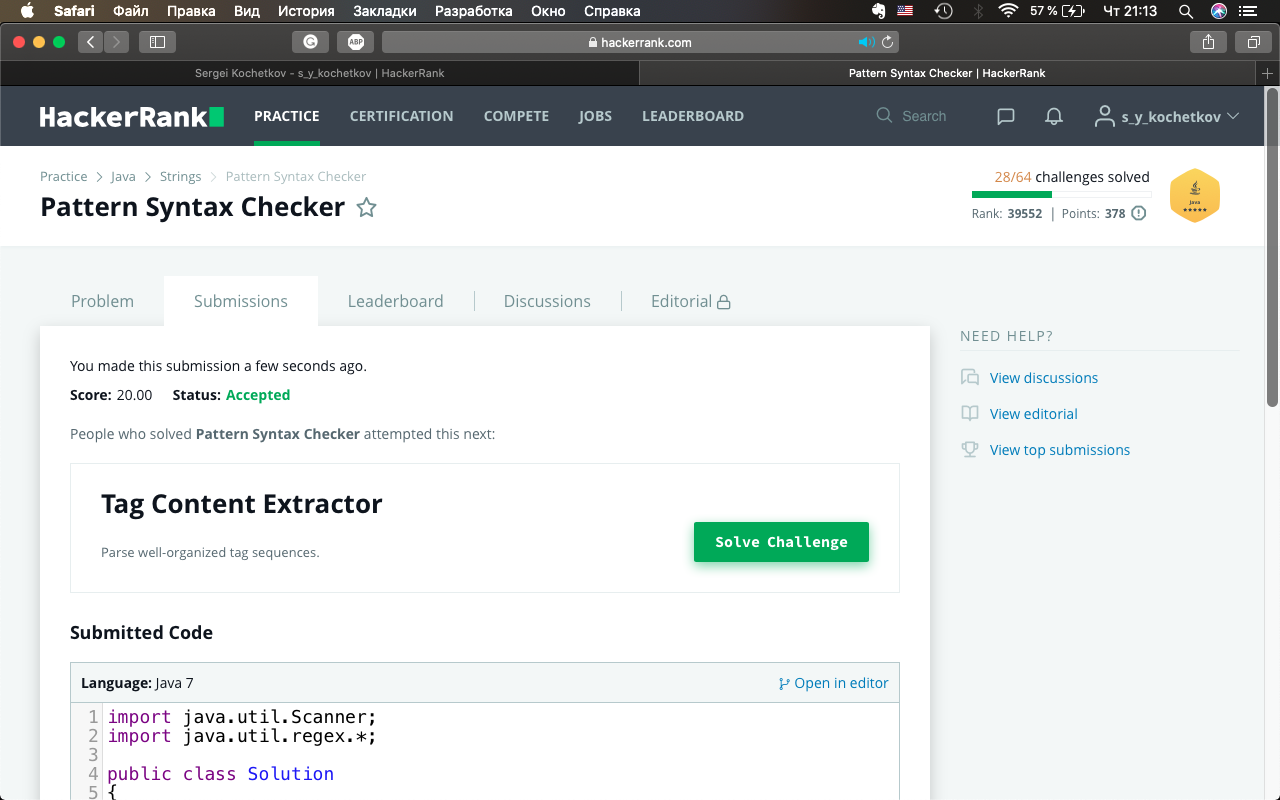 Safari Файл Правка Вид История Закладки Разработка Окно Справка 57 % Чт 21:13
ABP hackerrank.com
Sergei Kochetkov - s_y_kochetkov | HackerRank Pattern Syntax Checker | HackerRank
HackerRank PRACTICE CERTIFICATION COMPETE JOBS LEADERBOARD Search s_y_kochetkov
Practice > Java > Strings > Pattern Syntax Checker
28/64 challenges solved
Pattern Syntax Checker
Rank: 39552 | Points: 378
Java
Problem Submissions Leaderboard Discussions Editorial
NEED HELP?
You made this submission a few seconds ago.
View discussions
Score: 20.00 Status: Accepted
View editorial
People who solved Pattern Syntax Checker attempted this next:
View top submissions
Tag Content Extractor
Solve Challenge
Parse well-organized tag sequences.
Submitted Code
Language: Java 7 Open in editor
1 import java.util.Scanner;
2 import java.util.regex.*;
3
4 public class Solution
5 {